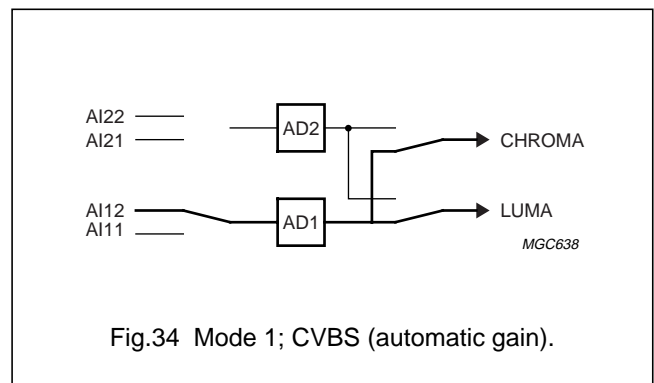 AI22
AI21
AD2
CHROMA
AI12
AI11
AD1
LUMA
MGC638
Fig.34 Mode 1; CVBS (automatic gain).